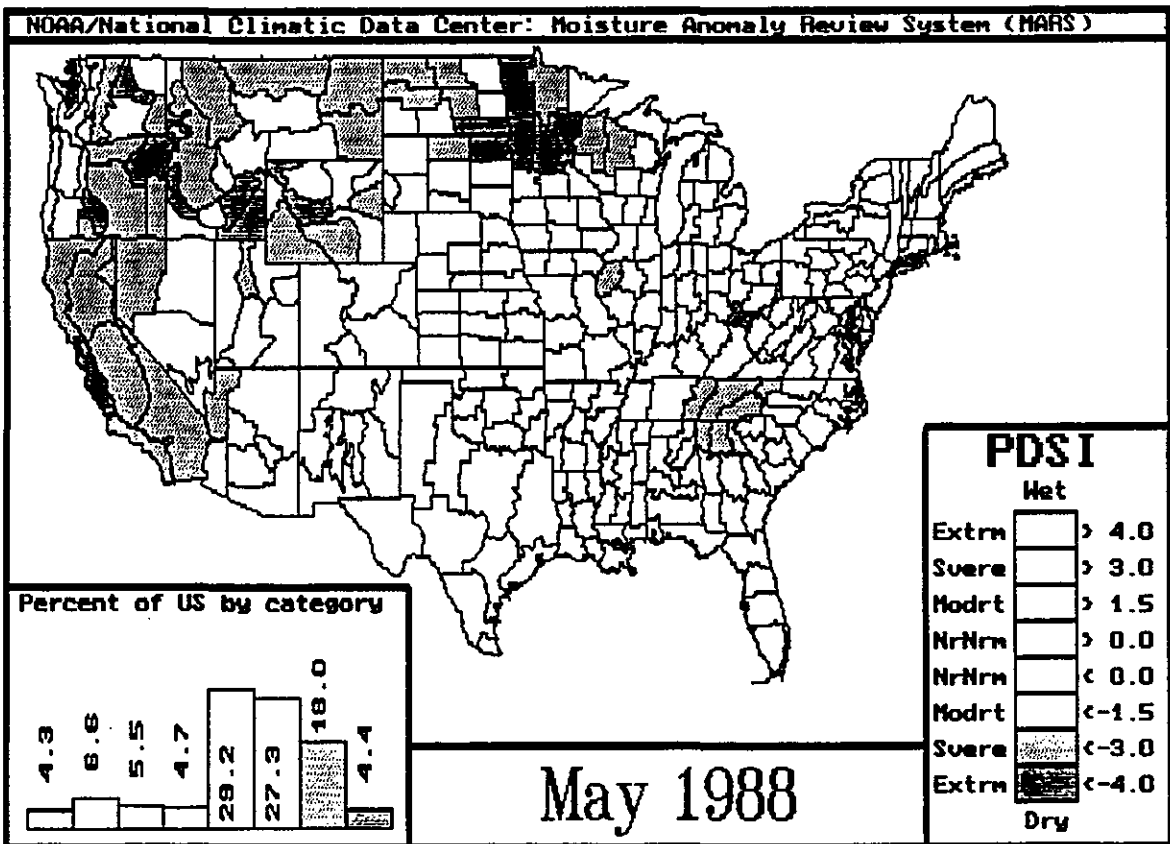 NOAA/National Climatic Data Center: Moisture Anomaly Review System (MARS)
PDSI
Wet
Extrm > 4.0
Svere > 3.0
Modrt > 1.5
NrNrm > 0.0
NrNrm < 0.0
Modrt <-1.5
Svere <-3.0
Extrm <-4.0
Dry
Percent of US by category
4.3
6.6
5.5
4.7
29.2
27.3
18.0
4.4
May 1988